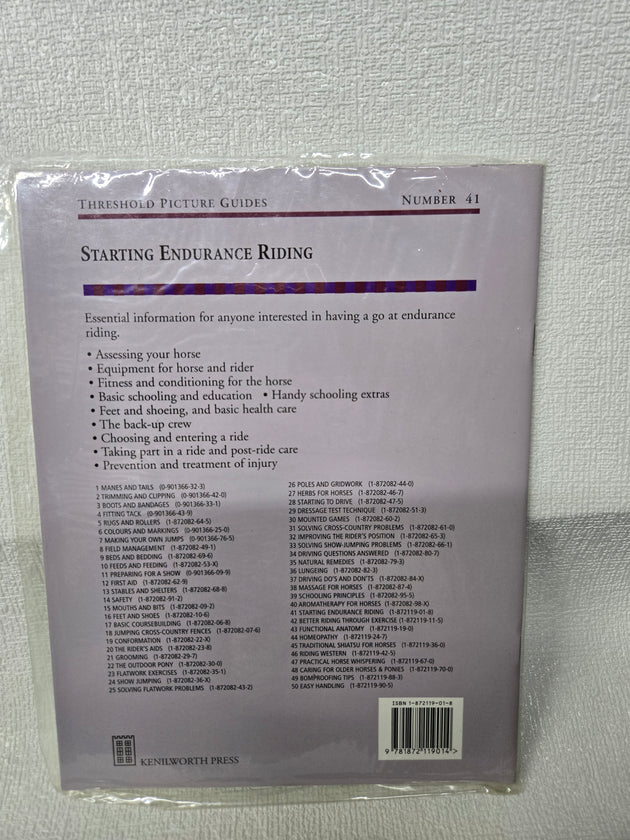 THRESHOLD PICTURE GUIDES NUMBER 41
STARTING ENDURANCE RIDING
Essential information for anyone interested in having a go at endurance
riding.
• Assessing your horse
• Equipment for horse and rider
• Fitness and conditioning for the horse
• Basic schooling and education • Handy schooling extras
• Feet and shoeing, and basic health care
• The back-up crew
• Choosing and entering a ride
• Taking part in a ride and post-ride care
• Prevention and treatment of injury
1 MANES AND TAILS (0-901366-32-3)
2 TRIMMING AND CLIPPING (0-901366-42-0)
3 BOOTS AND BANDAGES (0-901366-33-1)
4 FITTING TACK (0-901366-43-9)
5 RUGS AND ROLLERS (1-872082-64-5)
6 COLOURS AND MARKINGS (0-901366-25-0)
7 MAKING YOUR OWN JUMPS (0-901366-76-5)
8 FIELD MANAGEMENT (1-872082-49-1)
9 BEDS AND BEDDING (1-872082-69-6)
10 FEEDS AND FEEDING (1-872082-53-X)
11 PREPARING FOR A SHOW (0-901366-09-9)
12 FIRST AID (1-872082-62-9)
13 STABLES AND SHELTERS (1-872082-68-8)
14 SAFETY (1-872082-91-2)
15 MOUTHS AND BITS (1-872082-09-2)
16 FEET AND SHOES (1-872082-10-6)
17 BASIC COURSEBUILDING (1-872082-06-8)
18 JUMPING CROSS-COUNTRY FENCES (1-872082-07-6)
19 CONFORMATION (1-872082-22-X)
20 THE RIDER'S AIDS (1-872082-23-8)
21 GROOMING (1-872082-29-7)
22 THE OUTDOOR PONY (1-872082-30-0)
23 FLATWORK EXERCISES (1-872082-35-1)
24 SHOW JUMPING (1-872082-36-X)
25 SOLVING FLATWORK PROBLEMS (1-872082-43-2)
26 POLES AND GRIDWORK (1-872082-44-0)
27 HERBS FOR HORSES (1-872082-46-7)
28 STARTING TO DRIVE (1-872082-47-5)
29 DRESSAGE TEST TECHNIQUE (1-872082-51-3)
30 MOUNTED GAMES (1-872082-60-2)
31 SOLVING CROSS-COUNTRY PROBLEMS (1-872082-61-0)
32 IMPROVING THE RIDER'S POSITION (1-872082-65-3)
33 SOLVING SHOW-JUMPING PROBLEMS (1-872082-66-1)
34 DRIVING QUESTIONS ANSWERED (1-872082-80-7)
35 NATURAL REMEDIES (1-872082-79-3)
36 LUNGEING (1-872082-82-3)
37 DRIVING DO'S AND DON'TS (1-872082-84-X)
38 MASSAGE FOR HORSES (1-872082-87-4)
39 SCHOOLING PRINCIPLES (1-872082-95-5)
40 AROMATHERAPY FOR HORSES (1-872082-98-X)
41 STARTING ENDURANCE RIDING (1-872119-01-8)
42 BETTER RIDING THROUGH EXERCISE (1-872119-11-5)
43 FUNCTIONAL ANATOMY (1-872119-19-0)
44 HOMEOPATHY (1-872119-24-7)
45 TRADITIONAL SHIATSU FOR HORSES (1-872119-36-0)
46 RIDING WESTERN (1-872119-42-5)
47 PRACTICAL HORSE WHISPERING (1-872119-67-0)
48 CARING FOR OLDER HORSES & PONIES (1-872119-70-0)
49 BOMBPROOFING TIPS (1-872119-88-3)
50 EASY HANDLING (1-872119-90-5)
ISBN 1-872119-01-8
9 781872 119014 >
KENILWORTH PRESS